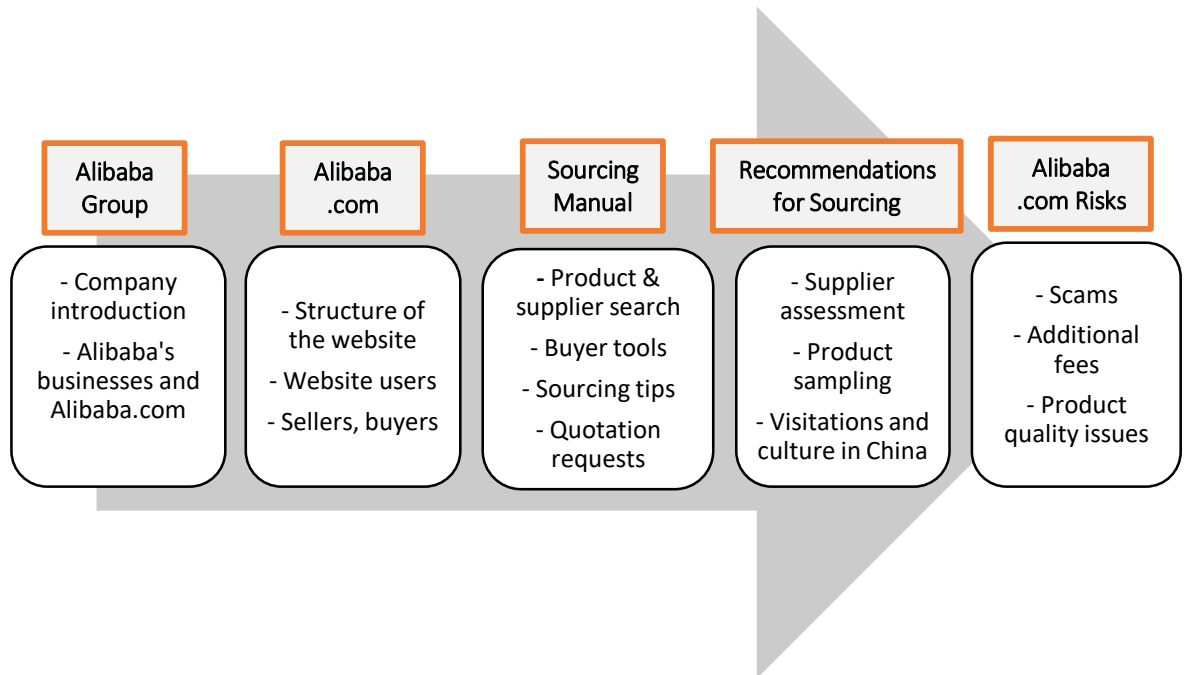 Alibaba
Group
- Company
introduction
- Alibaba's
businesses and
Alibaba.com
Alibaba
.com
- Structure of
the website
- Website users
- Sellers, buyers
Sourcing
Manual
- Product &
supplier search
- Buyer tools
- Sourcing tips
- Quotation
requests
Recommendations
for Sourcing
- Supplier
assessment
- Product
sampling
- Visitations and
culture in China
Alibaba
.com Risks
- Scams
- Additional
fees
- Product
quality issues